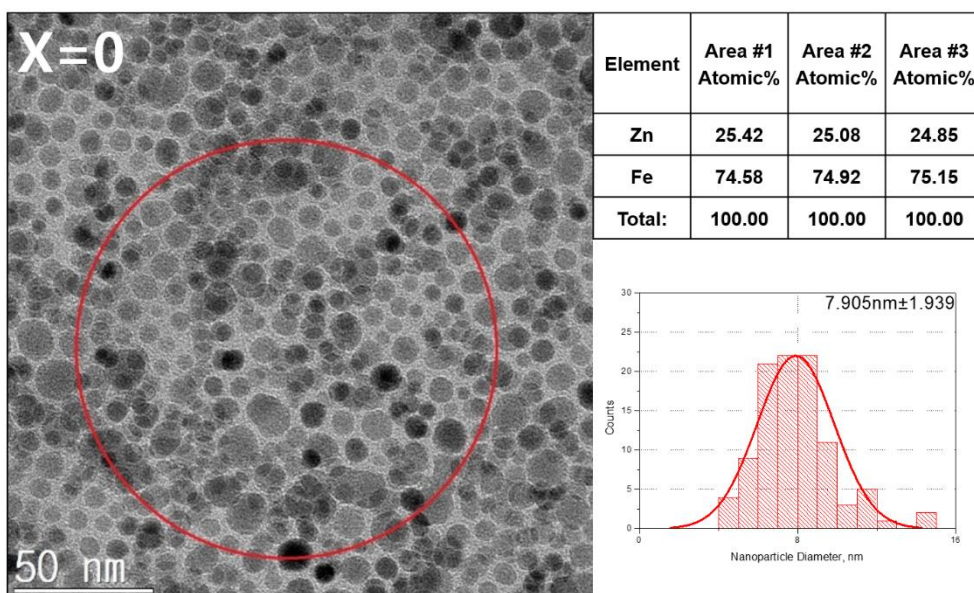 X=0
50 nm
Element Area #1 Atomic% Area #2 Atomic% Area #3 Atomic%
Zn 25.42 25.08 24.85
Fe 74.58 74.92 75.15
Total: 100.00 100.00 100.00
7.905nm±1.939
30
25
20
15
10
5
0
Counts
0 8 16
Nanoparticle Diameter, nm